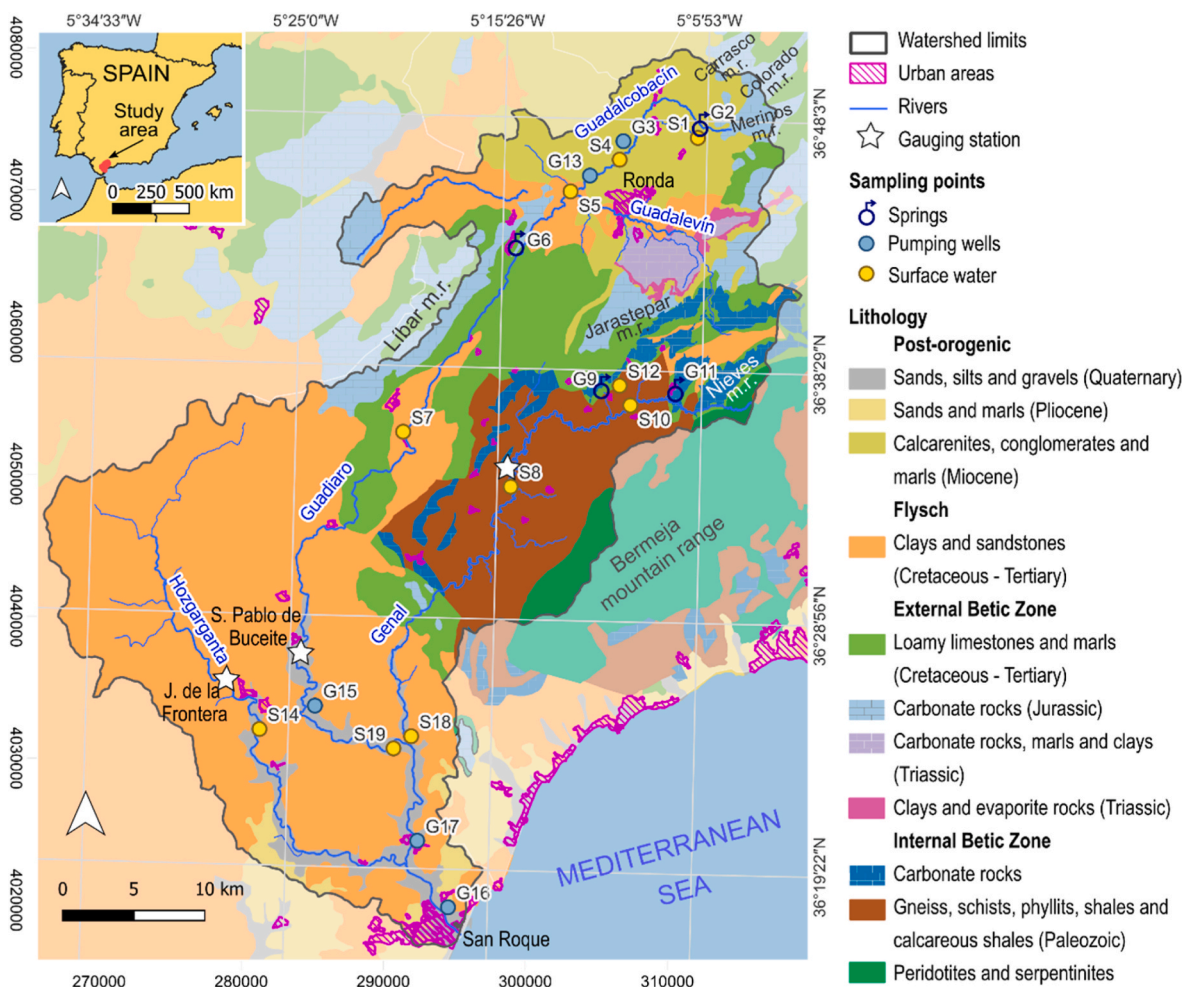 5°34'33"W
5°25'0"W
5°15'26"W
5°5'53"W
SPAIN
Study
area
0 250 500 km
4080000
4070000
4060000
4050000
4040000
4030000
4020000
36°48'3"N
36°38'29"N
36°28'56"N
36°19'22"N
Carrasco
m.r.
Colorado
m.r.
Merinos
m.r.
Guadalcobacín
G2
S1
G3
S4
G13
Ronda
S5
Guadalevín
G6
Líbar m.r.
Jarastepar
m.r.
G9
S12
G11
Nieves
m.r.
S10
S7
S8
Guadiaro
Bermeja
mountain range
Hozgarganta
S. Pablo de
Buceite
Genal
J. de la
Frontera
G15
S14
S19
S18
G17
G16
San Roque
MEDITERRANEAN
SEA
0 5 10 km
270000
280000
290000
300000
310000
Watershed limits
Urban areas
Rivers
Gauging station
Sampling points
Springs
Pumping wells
Surface water
Lithology
Post-orogenic
Sands, silts and gravels (Quaternary)
Sands and marls (Pliocene)
Calcarenites, conglomerates and
marls (Miocene)
Flysch
Clays and sandstones
(Cretaceous - Tertiary)
External Betic Zone
Loamy limestones and marls
(Cretaceous - Tertiary)
Carbonate rocks (Jurassic)
Carbonate rocks, marls and clays
(Triassic)
Clays and evaporite rocks (Triassic)
Internal Betic Zone
Carbonate rocks
Gneiss, schists, phyllits, shales and
calcareous shales (Paleozoic)
Peridotites and serpentinites